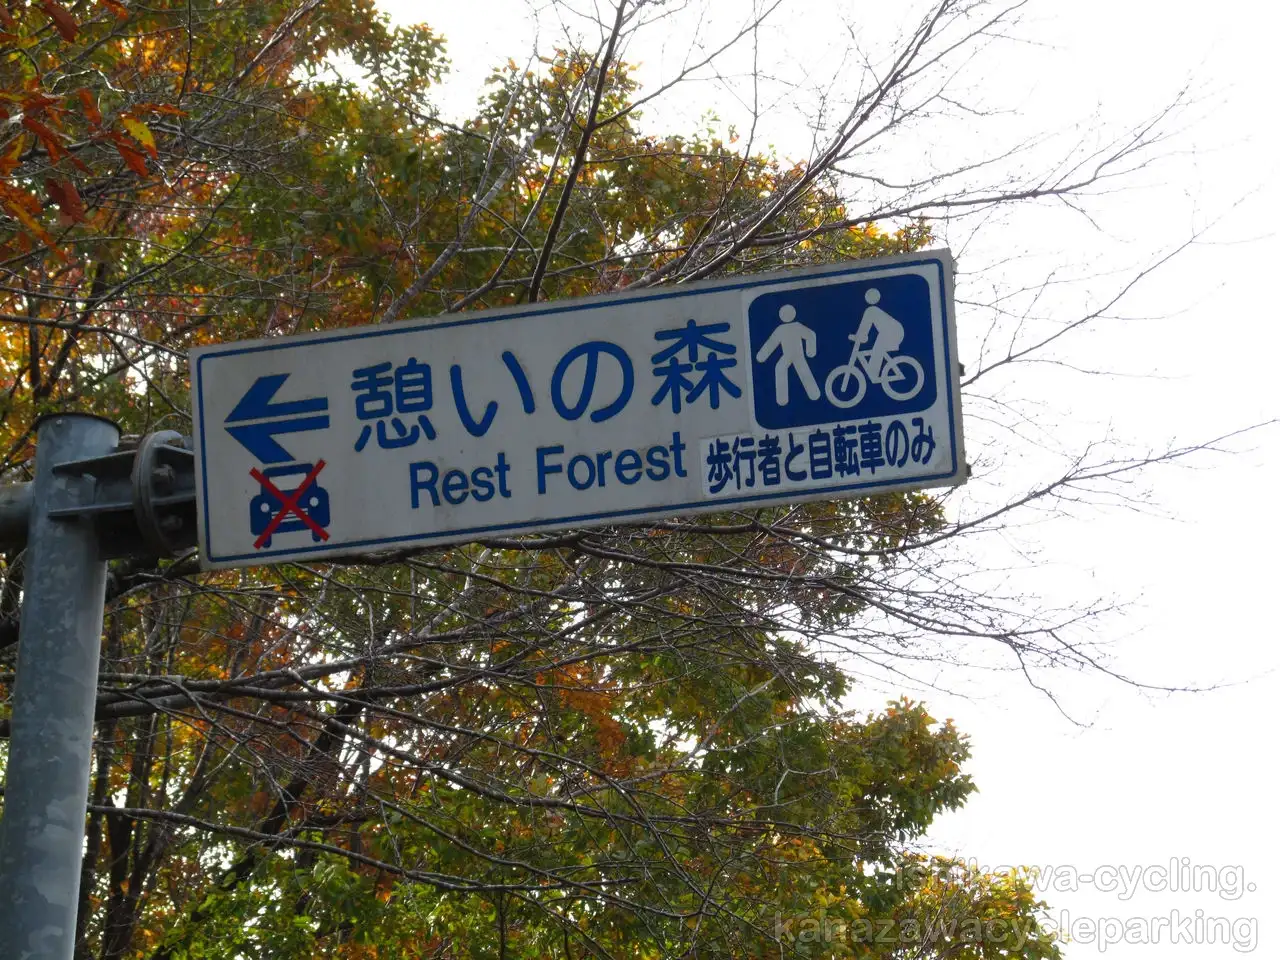 憩いの森
Rest Forest
歩行者と自転車のみ
ishikawa-cycling.
kanazawacycleparking